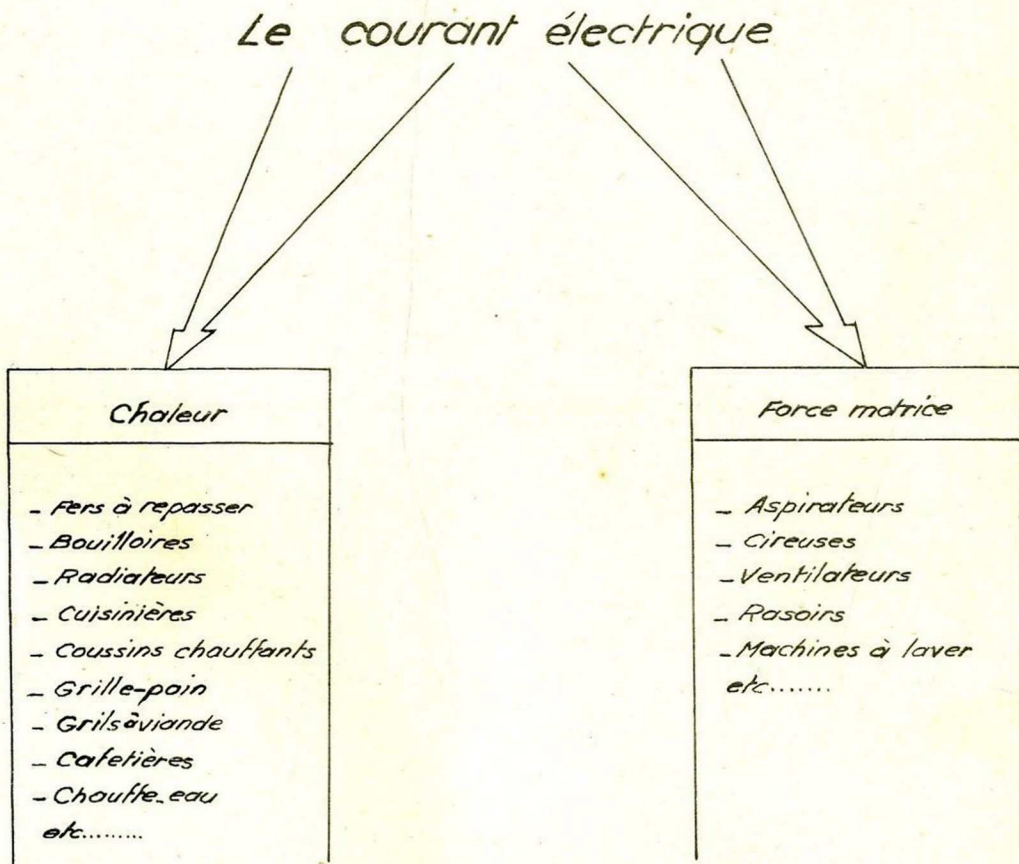 Le courant électrique
Chaleur
- Fers à repasser
- Bouilloires
- Radiateurs
- Cuisinières
- Coussins chauffants
- Grille-pain
- Grils à viande
- Cafetières
- Chauffe-eau
etc.........
Force motrice
- Aspirateurs
- Cireuses
- Ventilateurs
- Rasoirs
- Machines à laver
etc.......